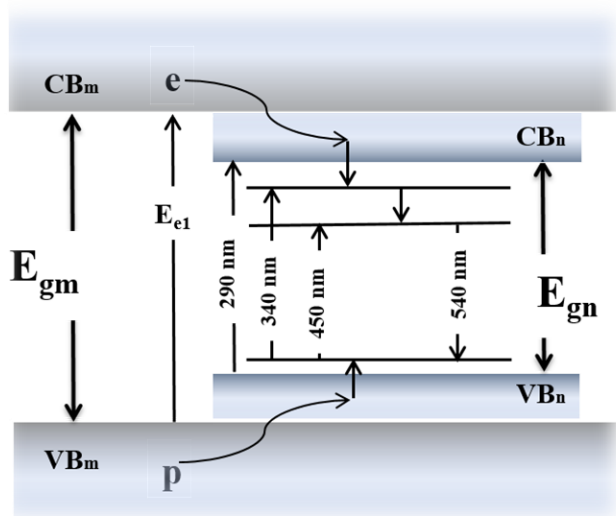 CBm
e
CBn
Ee1
Egm
290 nm
340 nm
450 nm
540 nm
Egn
VBn
VBm
p